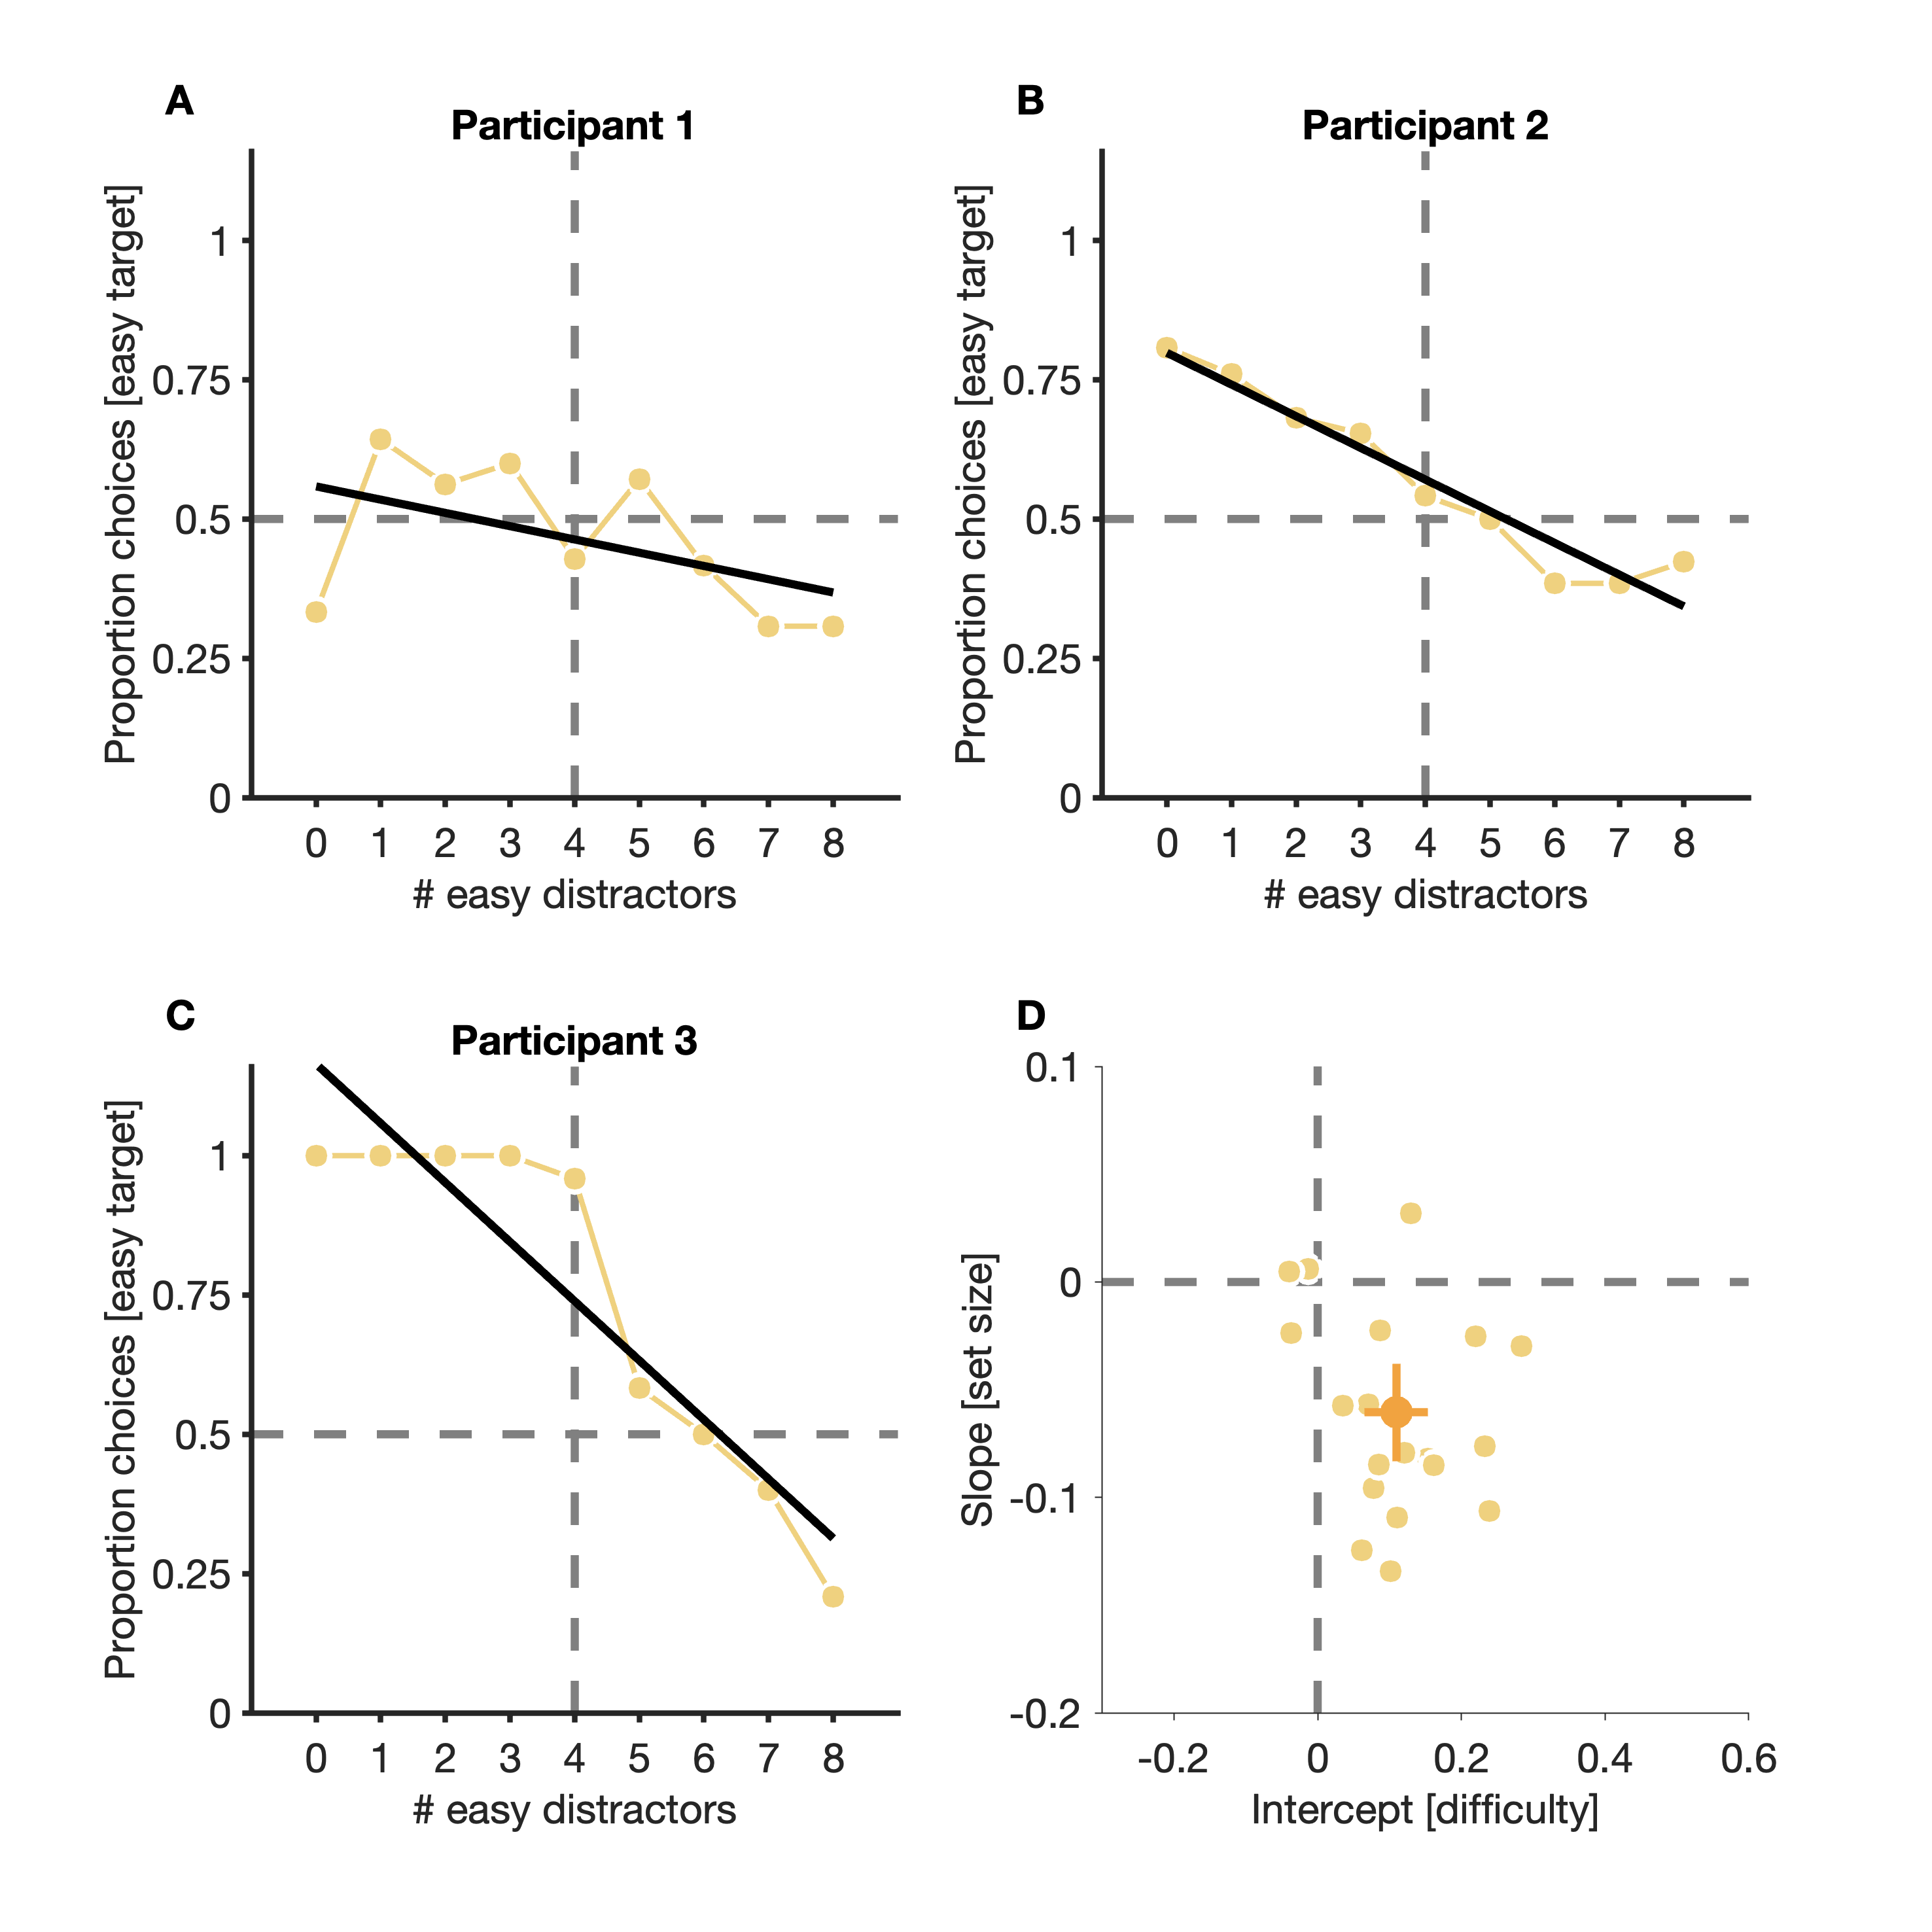 A
Participant 1
Proportion choices [easy target]
1
0.75
0.5
0.25
0
0 1 2 3 4 5 6 7 8
# easy distractors
B
Participant 2
Proportion choices [easy target]
1
0.75
0.5
0.25
0
0 1 2 3 4 5 6 7 8
# easy distractors
C
Participant 3
Proportion choices [easy target]
1
0.75
0.5
0.25
0
0 1 2 3 4 5 6 7 8
# easy distractors
D
Slope [set size]
0.1
0
-0.1
-0.2
-0.2 0 0.2 0.4 0.6
Intercept [difficulty]